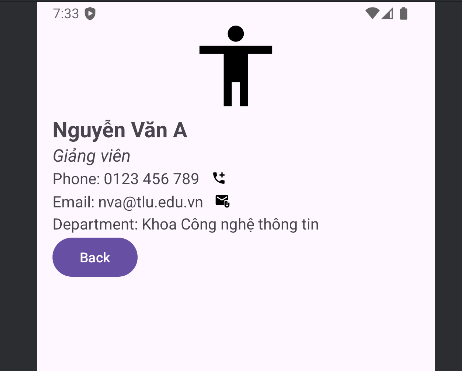 7:33
Nguyễn Văn A
Giảng viên
Phone: 0123 456 789
Email: nva@tlu.edu.vn
Department: Khoa Công nghệ thông tin
Back